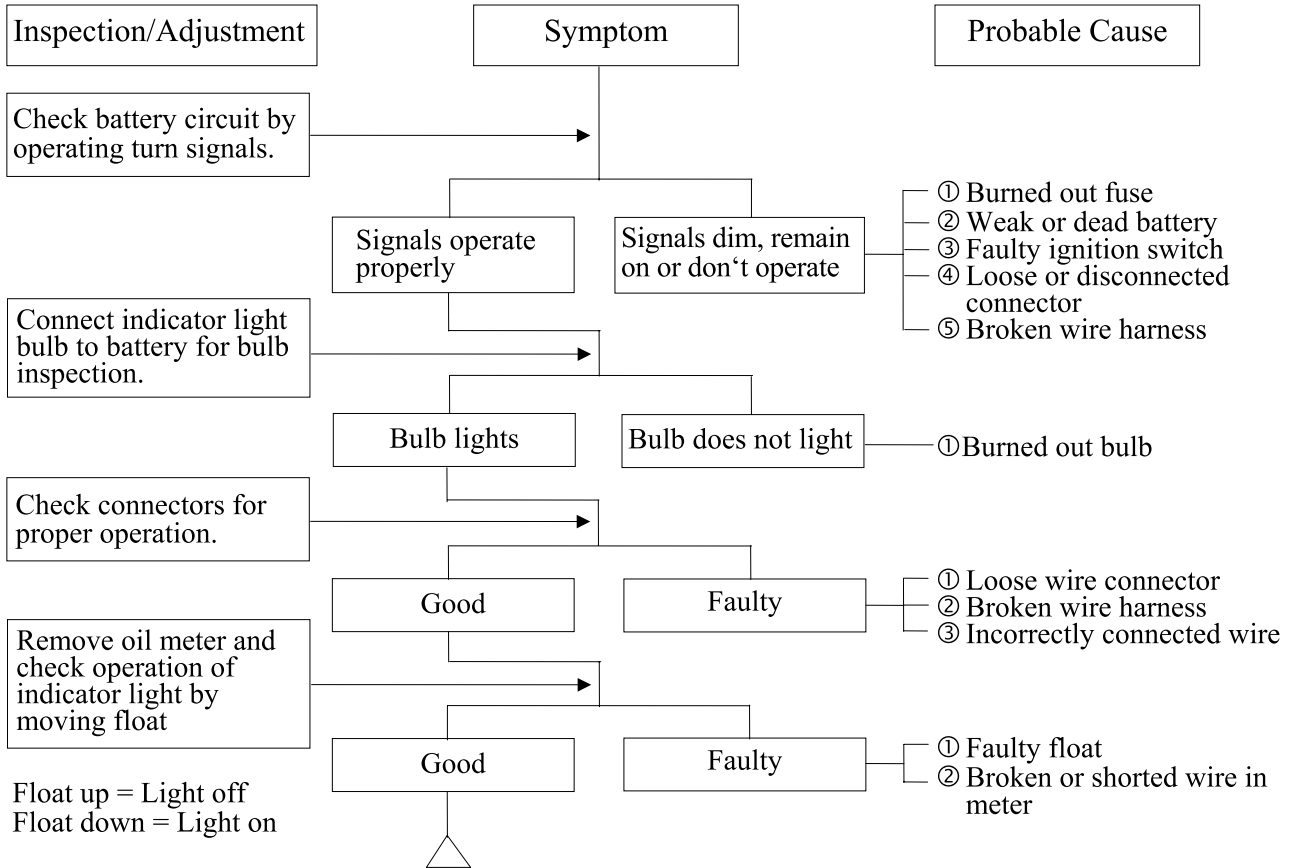 Inspection/Adjustment
Symptom
Probable Cause
Check battery circuit by
operating turn signals.
Signals operate
properly
Signals dim, remain
on or don‘t operate
① Burned out fuse
② Weak or dead battery
③ Faulty ignition switch
④ Loose or disconnected
connector
⑤ Broken wire harness
Connect indicator light
bulb to battery for bulb
inspection.
Bulb lights
Bulb does not light
① Burned out bulb
Check connectors for
proper operation.
Good
Faulty
① Loose wire connector
② Broken wire harness
③ Incorrectly connected wire
Remove oil meter and
check operation of
indicator light by
moving float
Good
Faulty
① Faulty float
② Broken or shorted wire in
meter
Float up = Light off
Float down = Light on